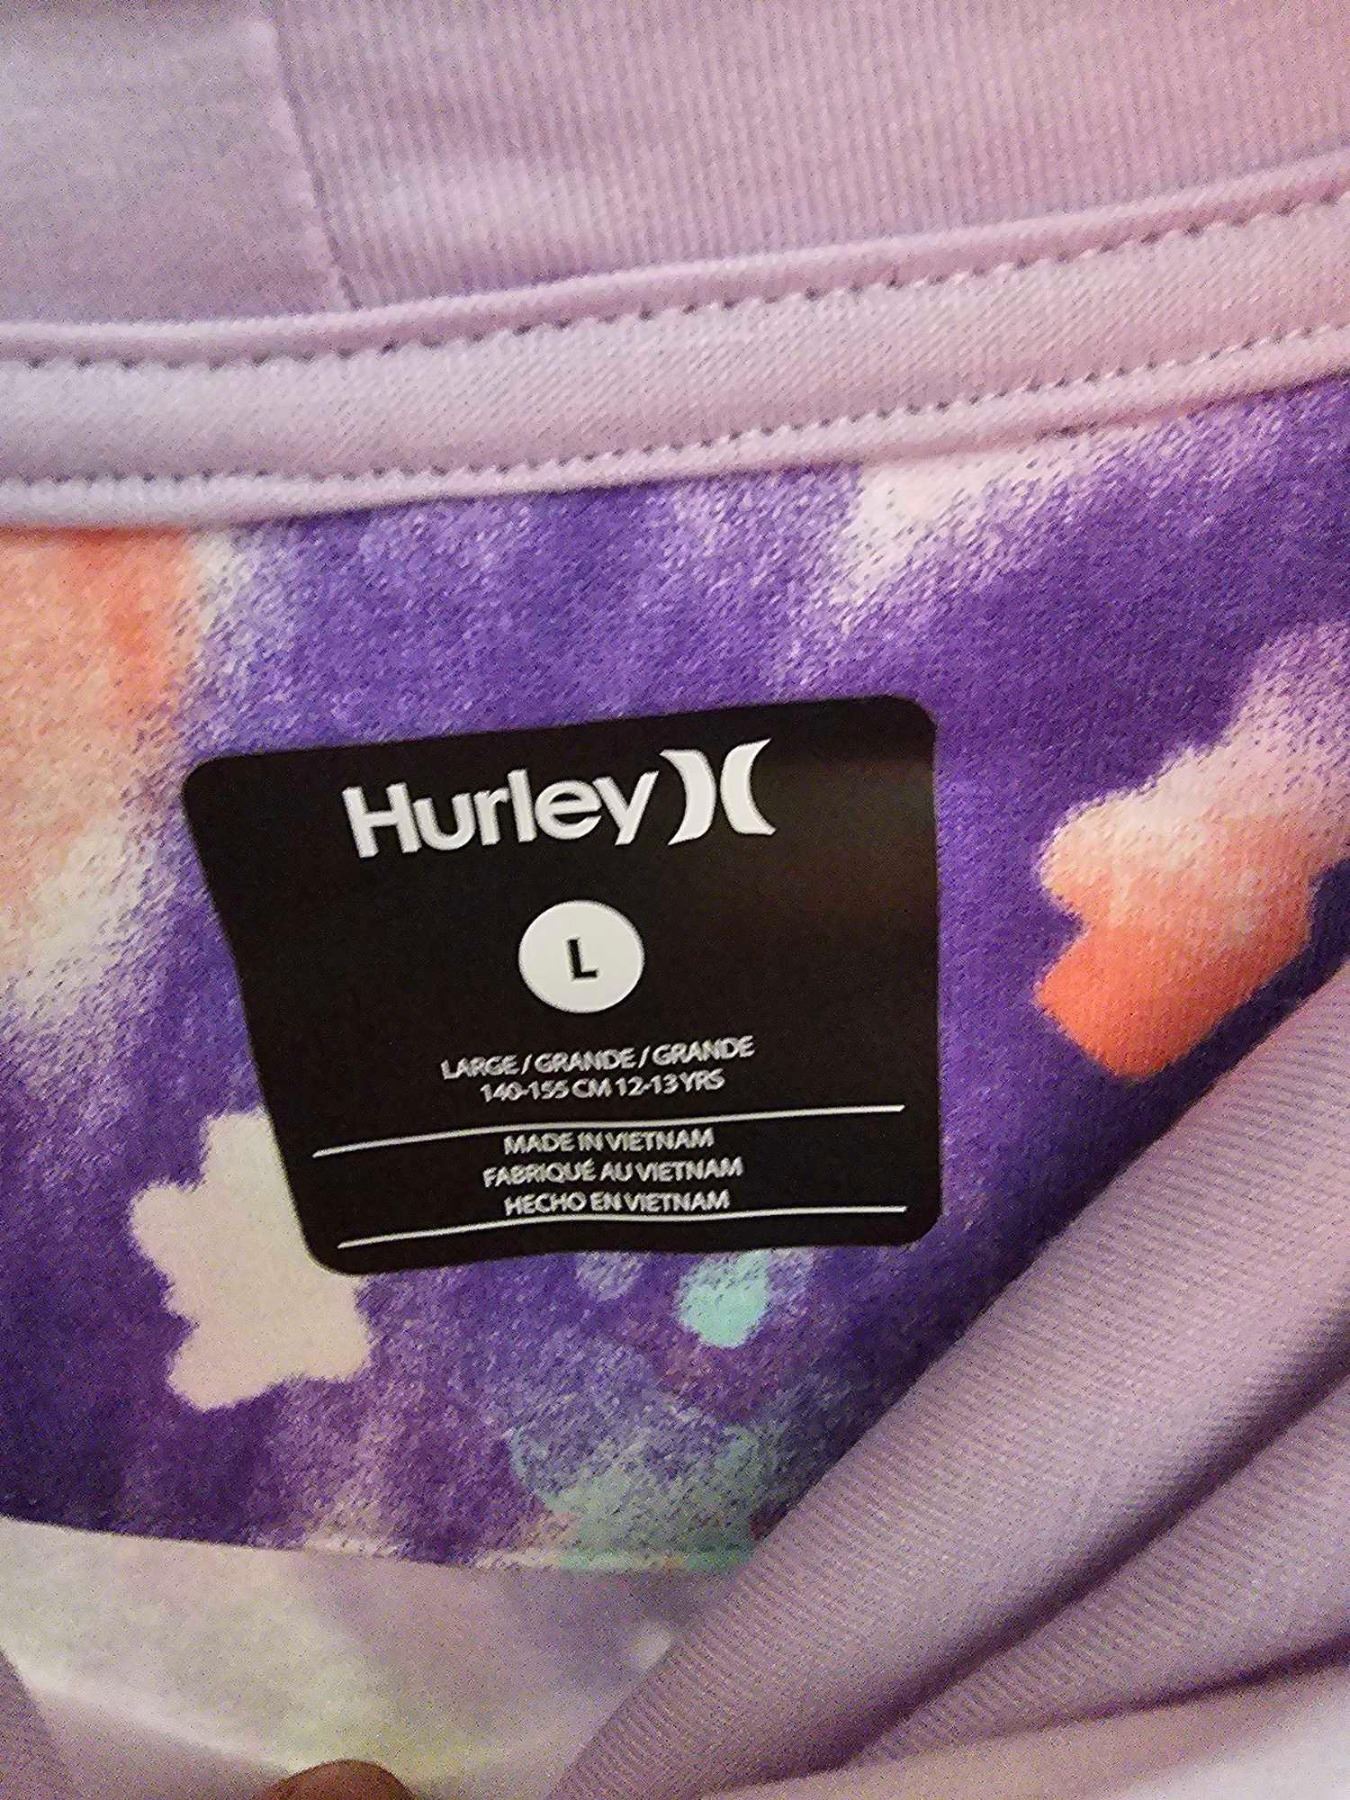 Hurley
L
LARGE / GRANDE / GRANDE
140-155 CM 12-13 YRS
MADE IN VIETNAM
FABRIQUÉ AU VIETNAM
HECHO EN VIETNAM